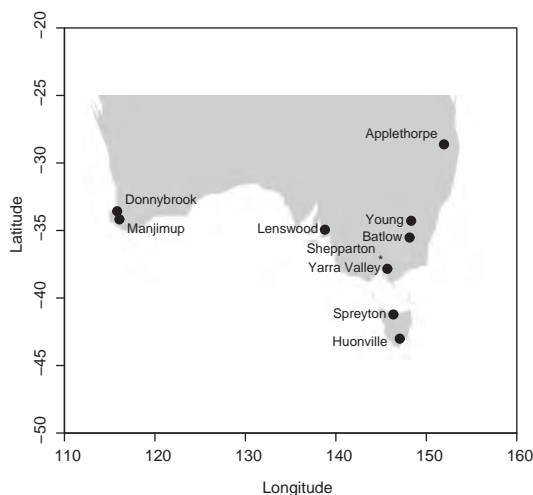 −20
−25
−30
−35
−40
−45
−50
Latitude
Applethorpe
Donnybrook
Manjimup
Lenswood
Young
Batlow
Shepparton
*
Yarra Valley
Spreyton
Huonville
110
120
130
140
150
160
Longitude